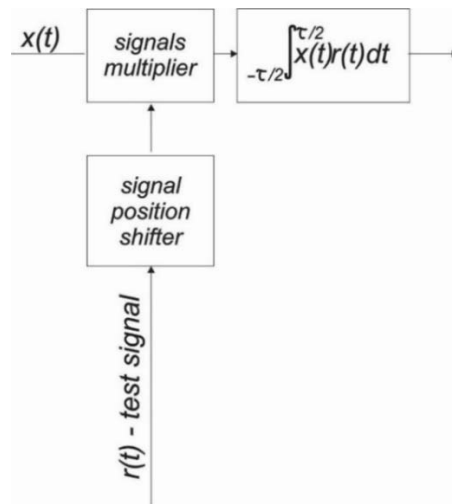 x(t)
signals
multiplier
∫_{-τ/2}^{τ/2} x(t)r(t)dt
signal
position
shifter
r(t) - test signal